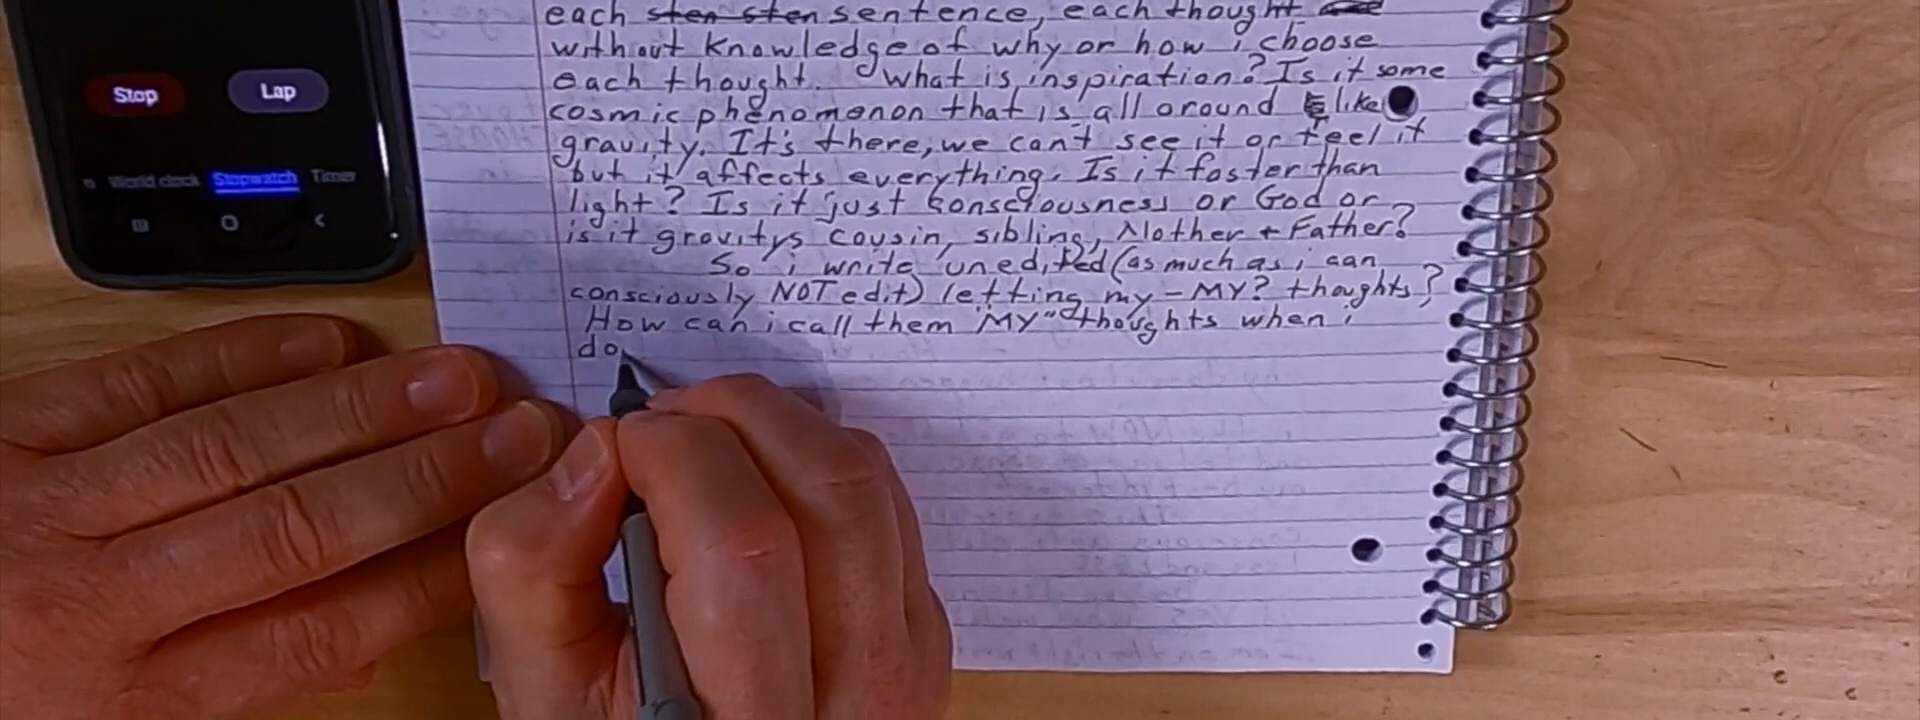 each sten sten sentence, each thought
without knowledge of why or how i choose
each thought. What is inspiration? Is it some
cosmic phenomonon that is all around like
gravity. It's there, we can't see it or feel it
but it affects everything. Is it faster than
light? Is it just consciousness or God or
is it gravitys cousin, sibling, Mother + Father?
So i write unedited (as much as i can
consciously NOT edit) letting my - MY? thoughts?
How can i call them "MY" thoughts when i
do
Stop
Lap
World clock
Stopwatch
Timer